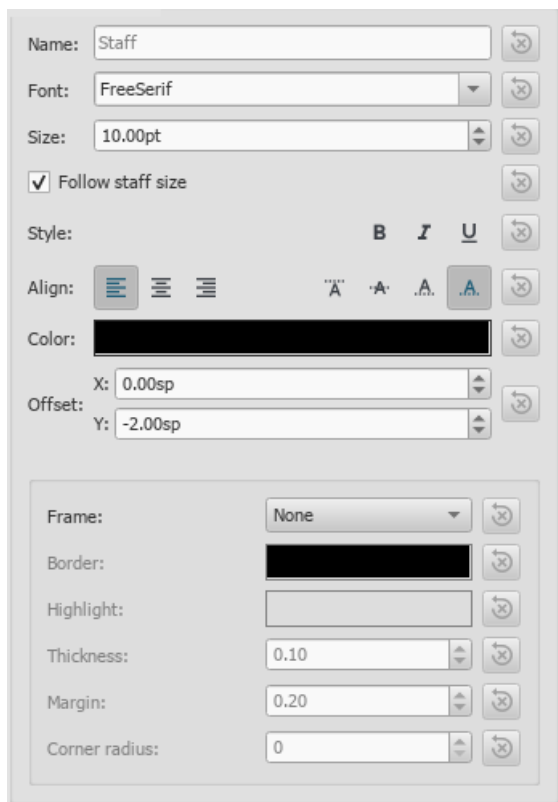 Name: Staff
Font: FreeSerif
Size: 10.00pt
Follow staff size
Style: B I U
Align: A A A A
Color:
Offset: X: 0.00sp
Y: -2.00sp
Frame: None
Border:
Highlight:
Thickness: 0.10
Margin: 0.20
Corner radius: 0